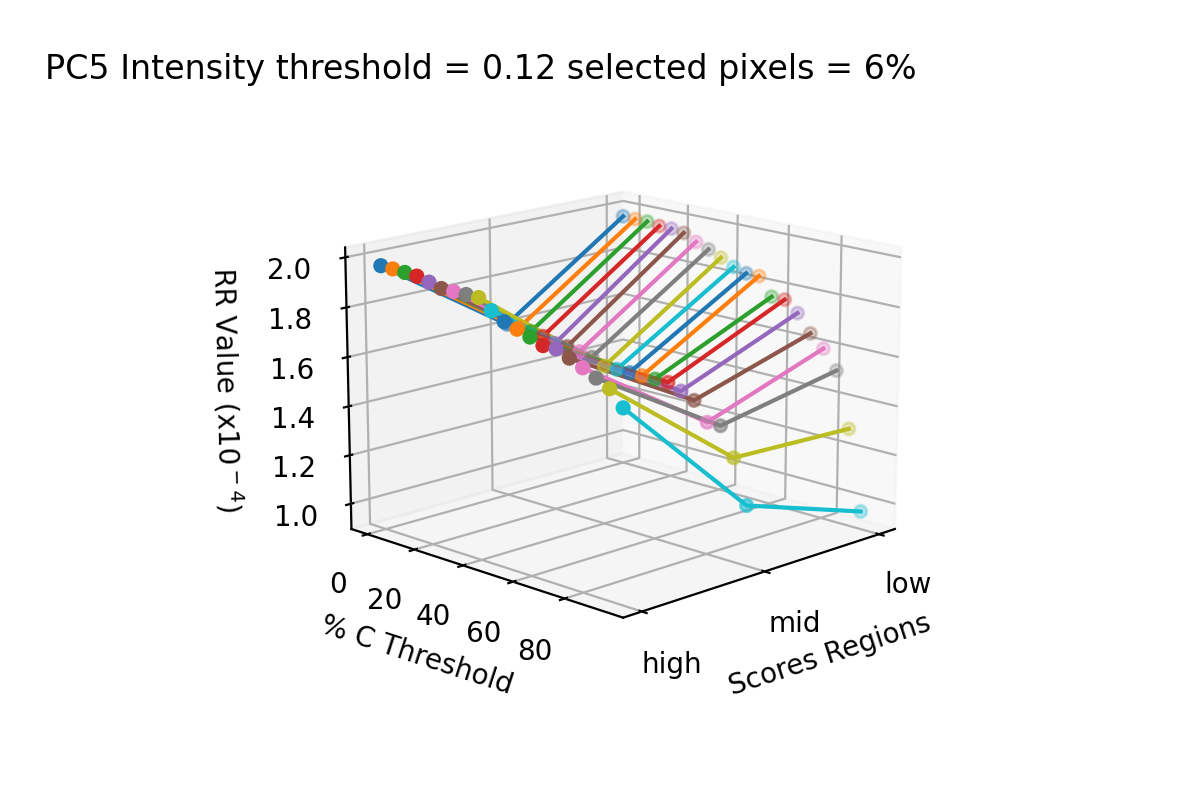 PC5 Intensity threshold = 0.12 selected pixels = 6%
2.0
1.8
1.6
1.4
1.2
1.0
RR Value (x10⁻⁴)
0
20
40
60
80
% C Threshold
high
mid
low
Scores Regions